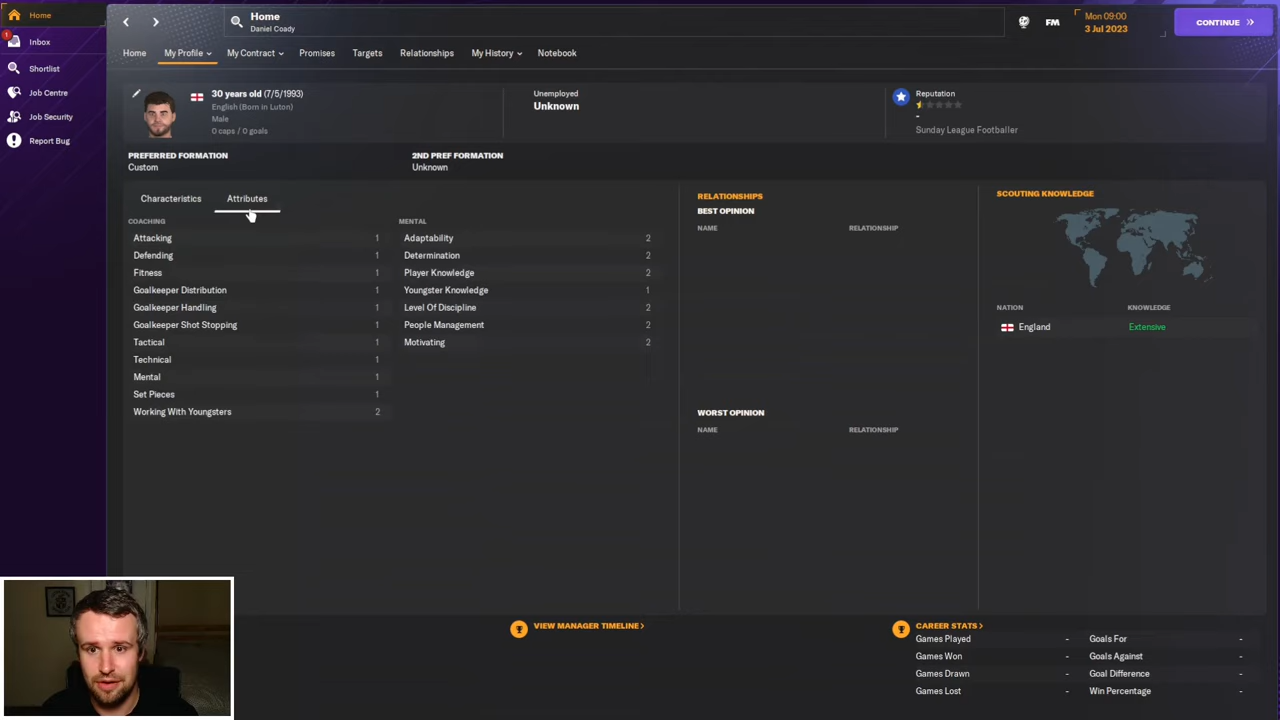 Home
Home
Daniel Coady
FM
Mon 09:00
3 Jul 2023
CONTINUE
1
Inbox
Shortlist
Job Centre
Job Security
Report Bug
Home
My Profile
My Contract
Promises
Targets
Relationships
My History
Notebook
30 years old (7/5/1993)
English (Born in Luton)
Male
0 caps / 0 goals
Unemployed
Unknown
Reputation
-
Sunday League Footballer
PREFERRED FORMATION
Custom
2ND PREF FORMATION
Unknown
Characteristics
Attributes
COACHING
Attacking 1
Defending 1
Fitness 1
Goalkeeper Distribution 1
Goalkeeper Handling 1
Goalkeeper Shot Stopping 1
Tactical 1
Technical 1
Mental 1
Set Pieces 1
Working With Youngsters 2
MENTAL
Adaptability 2
Determination 2
Player Knowledge 2
Youngster Knowledge 1
Level Of Discipline 2
People Management 2
Motivating 2
RELATIONSHIPS
BEST OPINION
NAME RELATIONSHIP
WORST OPINION
NAME RELATIONSHIP
SCOUTING KNOWLEDGE
NATION KNOWLEDGE
England Extensive
VIEW MANAGER TIMELINE >
CAREER STATS >
Games Played - Goals For -
Games Won - Goals Against -
Games Drawn - Goal Difference -
Games Lost - Win Percentage -